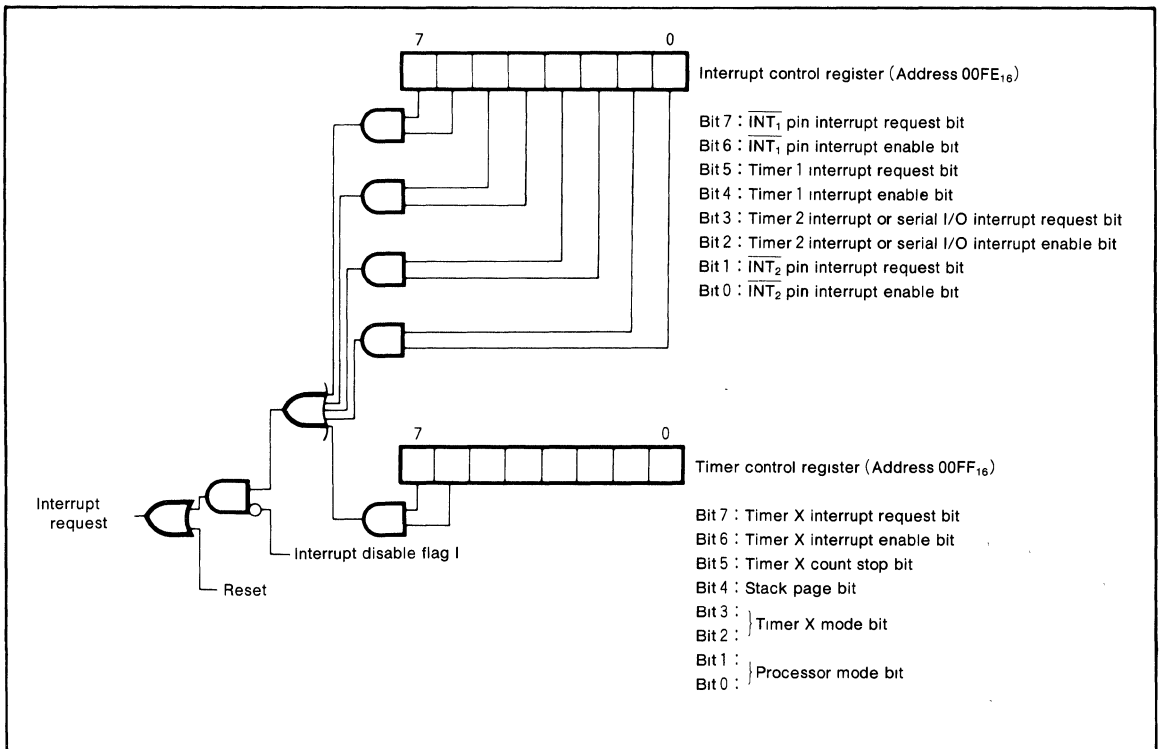 7 0
Interrupt control register (Address 00FE₁₆)
Bit 7 : I̅N̅T̅₁̅ pin interrupt request bit
Bit 6 : I̅N̅T̅₁̅ pin interrupt enable bit
Bit 5 : Timer 1 interrupt request bit
Bit 4 : Timer 1 interrupt enable bit
Bit 3 : Timer 2 interrupt or serial I/O interrupt request bit
Bit 2 : Timer 2 interrupt or serial I/O interrupt enable bit
Bit 1 : I̅N̅T̅₂̅ pin interrupt request bit
Bit 0 : I̅N̅T̅₂̅ pin interrupt enable bit
7 0
Timer control register (Address 00FF₁₆)
Bit 7 : Timer X interrupt request bit
Bit 6 : Timer X interrupt enable bit
Bit 5 : Timer X count stop bit
Bit 4 : Stack page bit
Bit 3 :
Bit 2 :
} Timer X mode bit
Bit 1 :
Bit 0 :
} Processor mode bit
Interrupt
request
Interrupt disable flag I
Reset